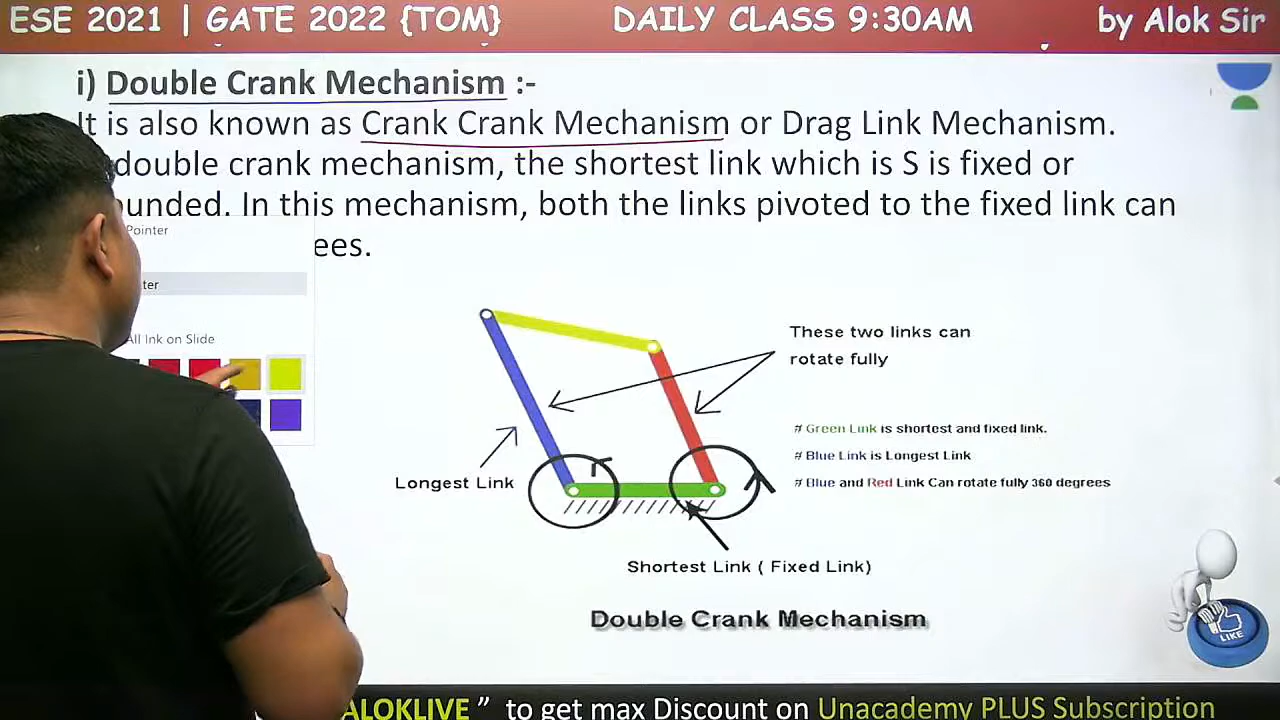 ESE 2021 | GATE 2022 {TOM} DAILY CLASS 9:30AM by Alok Sir
i) Double Crank Mechanism :-
It is also known as Crank Crank Mechanism or Drag Link Mechanism.
double crank mechanism, the shortest link which is S is fixed or
ounded. In this mechanism, both the links pivoted to the fixed link can
ees.
Pointer
ter
All Ink on Slide
These two links can
rotate fully
# Green Link is shortest and fixed link.
# Blue Link is Longest Link
# Blue and Red Link Can rotate fully 360 degrees
Longest Link
Shortest Link ( Fixed Link)
Double Crank Mechanism
LIKE
ALOKLIVE ” to get max Discount on Unacademy PLUS Subscription